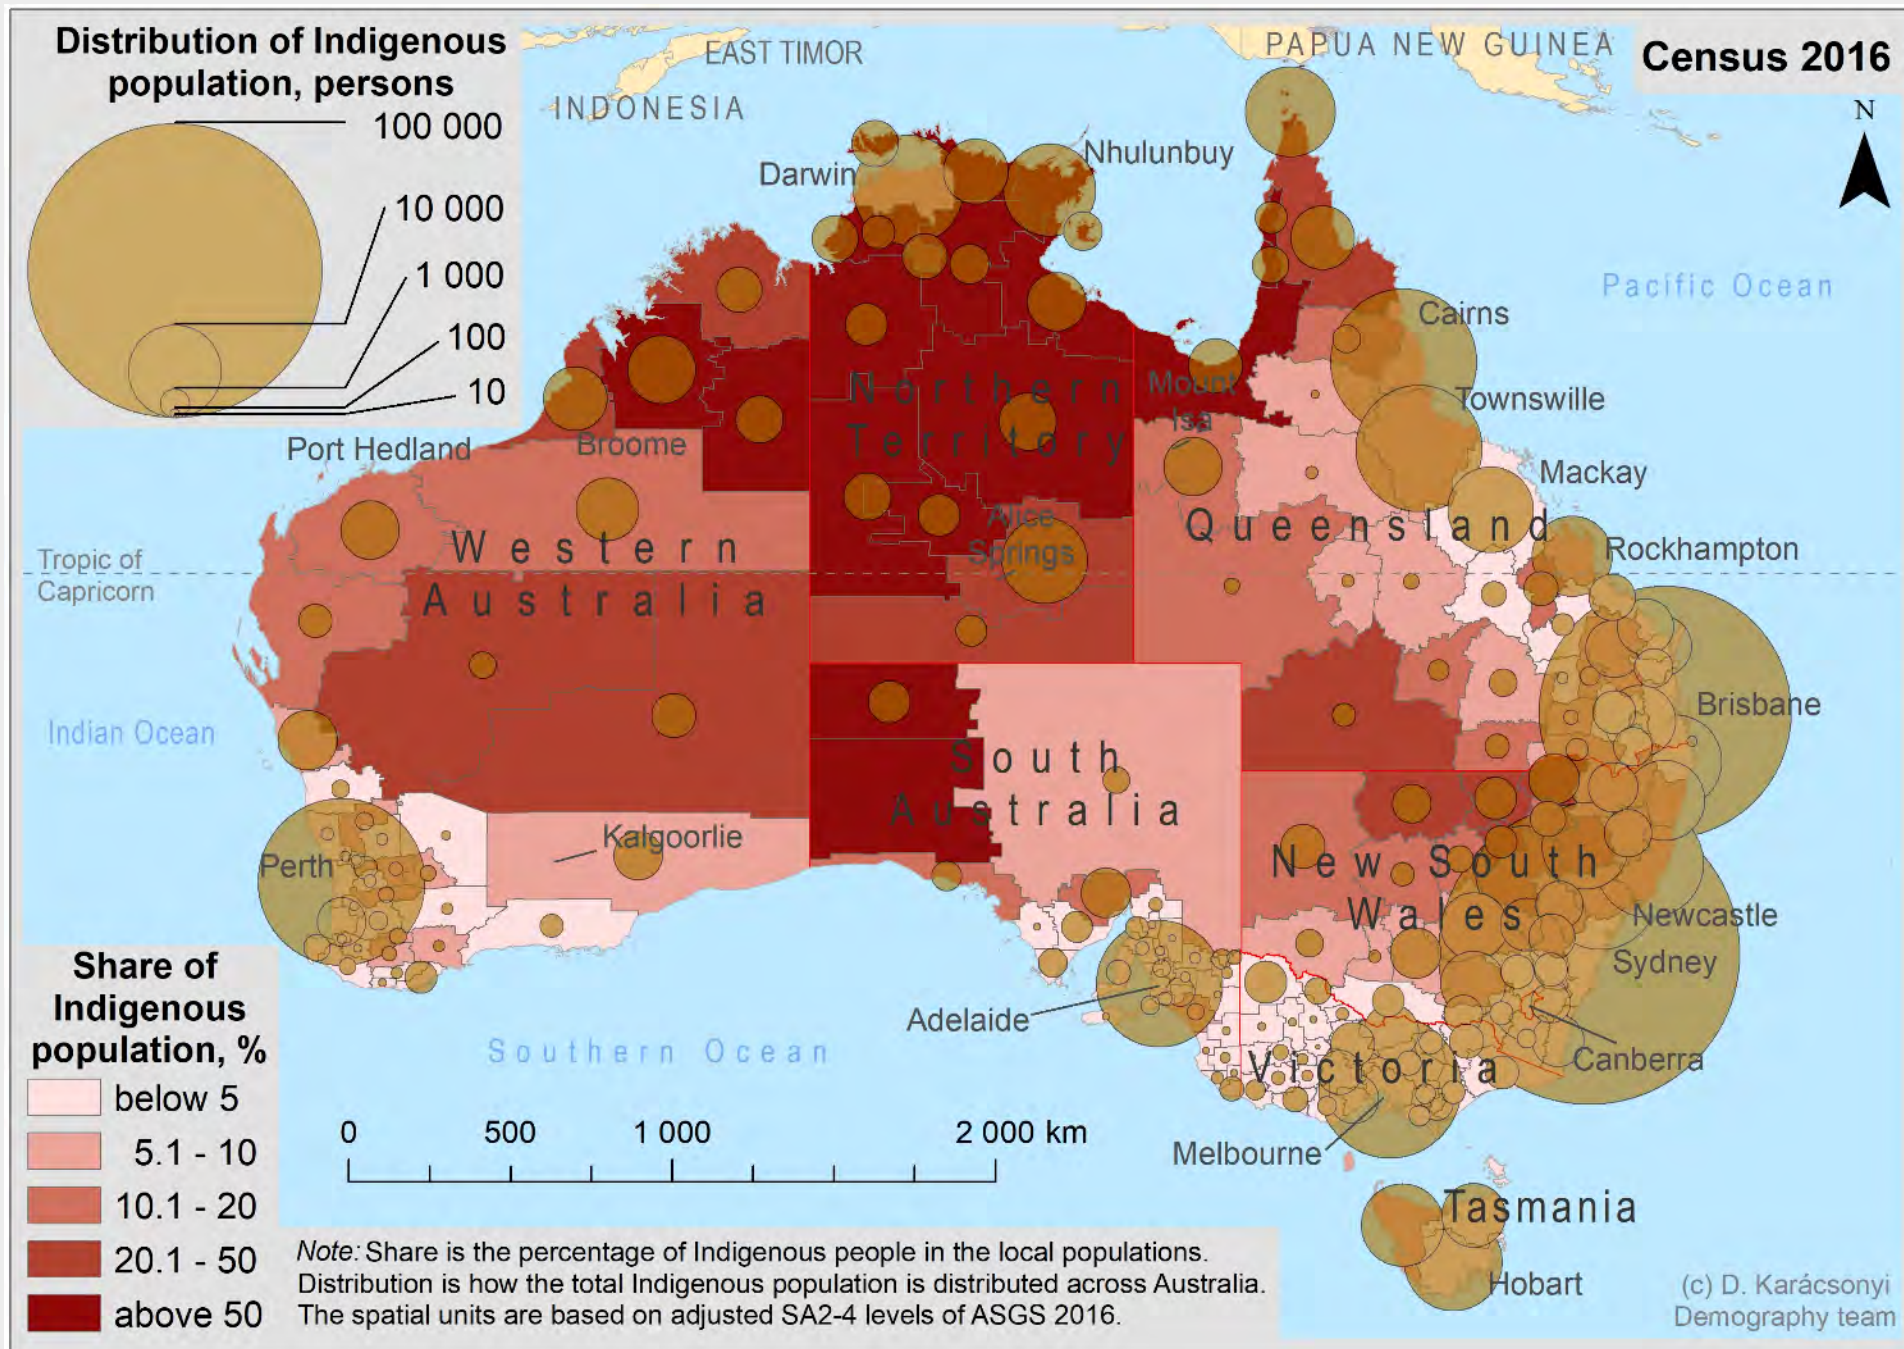 Distribution of Indigenous
population, persons
100 000
10 000
1 000
100
10
EAST TIMOR
INDONESIA
PAPUA NEW GUINEA
Census 2016
N
Darwin
Nhulunbuy
Pacific Ocean
Cairns
Townswille
Mackay
Rockhampton
Port Hedland
Broome
Northern
Territory
Mount
Isa
Alice
Springs
Queensland
Western
Australia
Tropic of
Capricorn
Indian Ocean
Brisbane
South
Australia
Kalgoorlie
Perth
New South
Wales
Newcastle
Sydney
Adelaide
Canberra
Victoria
Southern Ocean
Melbourne
Tasmania
Hobart
Share of
Indigenous
population, %
below 5
5.1 - 10
10.1 - 20
20.1 - 50
above 50
0 500 1 000 2 000 km
Note: Share is the percentage of Indigenous people in the local populations.
Distribution is how the total Indigenous population is distributed across Australia.
The spatial units are based on adjusted SA2-4 levels of ASGS 2016.
(c) D. Karácsonyi
Demography team